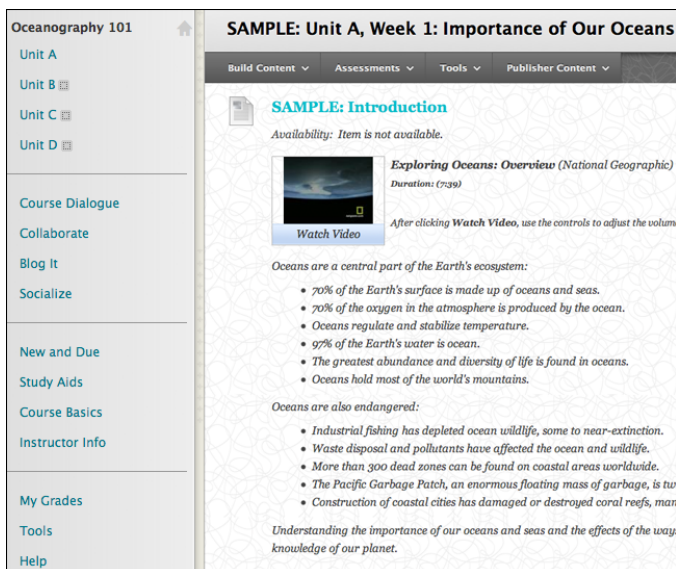 Oceanography 101
Unit A
Unit B
Unit C
Unit D
Course Dialogue
Collaborate
Blog It
Socialize
New and Due
Study Aids
Course Basics
Instructor Info
My Grades
Tools
Help
SAMPLE: Unit A, Week 1: Importance of Our Oceans
Build Content Assessments Tools Publisher Content
SAMPLE: Introduction
Availability: Item is not available.
Exploring Oceans: Overview (National Geographic)
Duration: (7:39)
Watch Video
After clicking Watch Video, use the controls to adjust the volum
Oceans are a central part of the Earth's ecosystem:
• 70% of the Earth's surface is made up of oceans and seas.
• 70% of the oxygen in the atmosphere is produced by the ocean.
• Oceans regulate and stabilize temperature.
• 97% of the Earth's water is ocean.
• The greatest abundance and diversity of life is found in oceans.
• Oceans hold most of the world's mountains.
Oceans are also endangered:
• Industrial fishing has depleted ocean wildlife, some to near-extinction.
• Waste disposal and pollutants have affected the ocean and wildlife.
• More than 300 dead zones can be found on coastal areas worldwide.
• The Pacific Garbage Patch, an enormous floating mass of garbage, is tw
• Construction of coastal cities has damaged or destroyed coral reefs, man
Understanding the importance of our oceans and seas and the effects of the ways
knowledge of our planet.